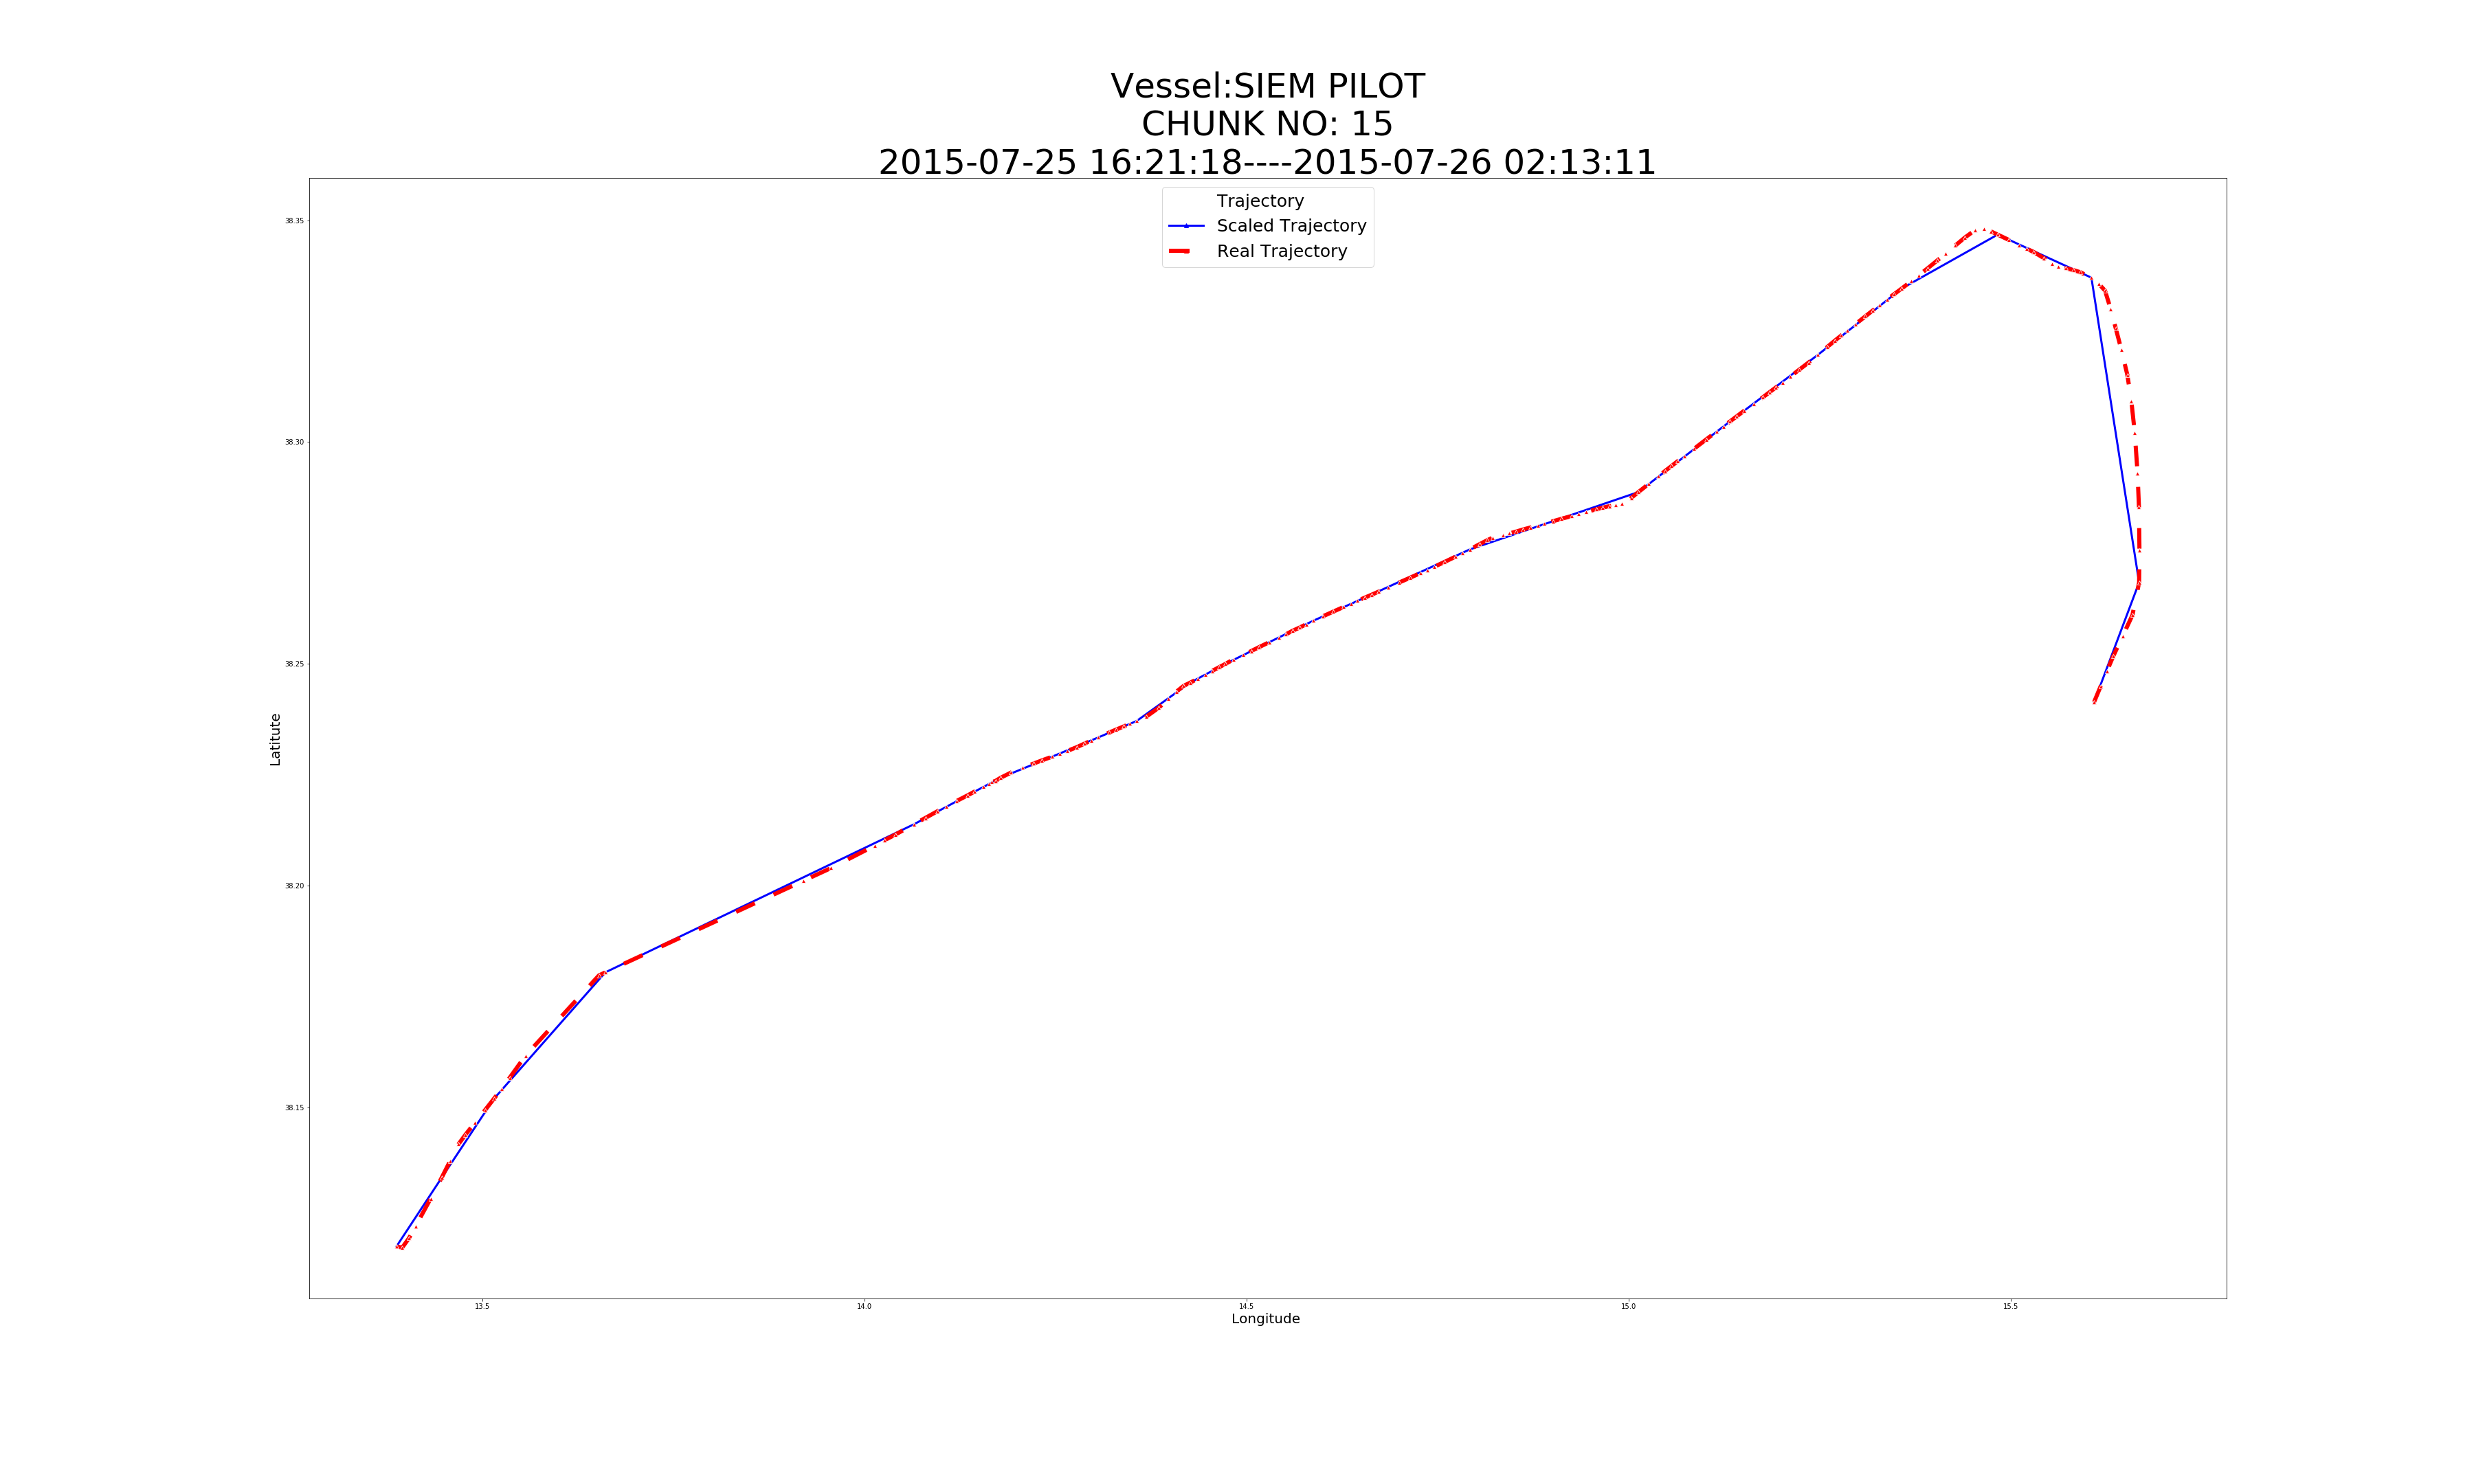 Vessel:SIEM PILOT
CHUNK NO: 15
2015-07-25 16:21:18----2015-07-26 02:13:11
Trajectory
Scaled Trajectory
Real Trajectory
38.35
38.30
38.25
38.20
38.15
Latitute
13.5
14.0
14.5
15.0
15.5
Longitude